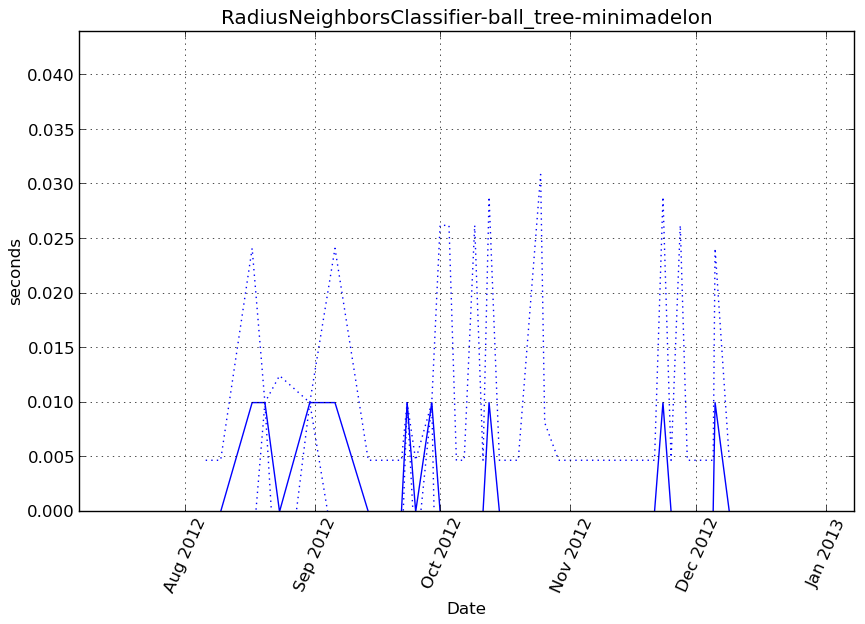 RadiusNeighborsClassifier-ball_tree-minimadelon
0.040
0.035
0.030
0.025
0.020
0.015
0.010
0.005
0.000
seconds
Aug 2012
Sep 2012
Oct 2012
Nov 2012
Dec 2012
Jan 2013
Date